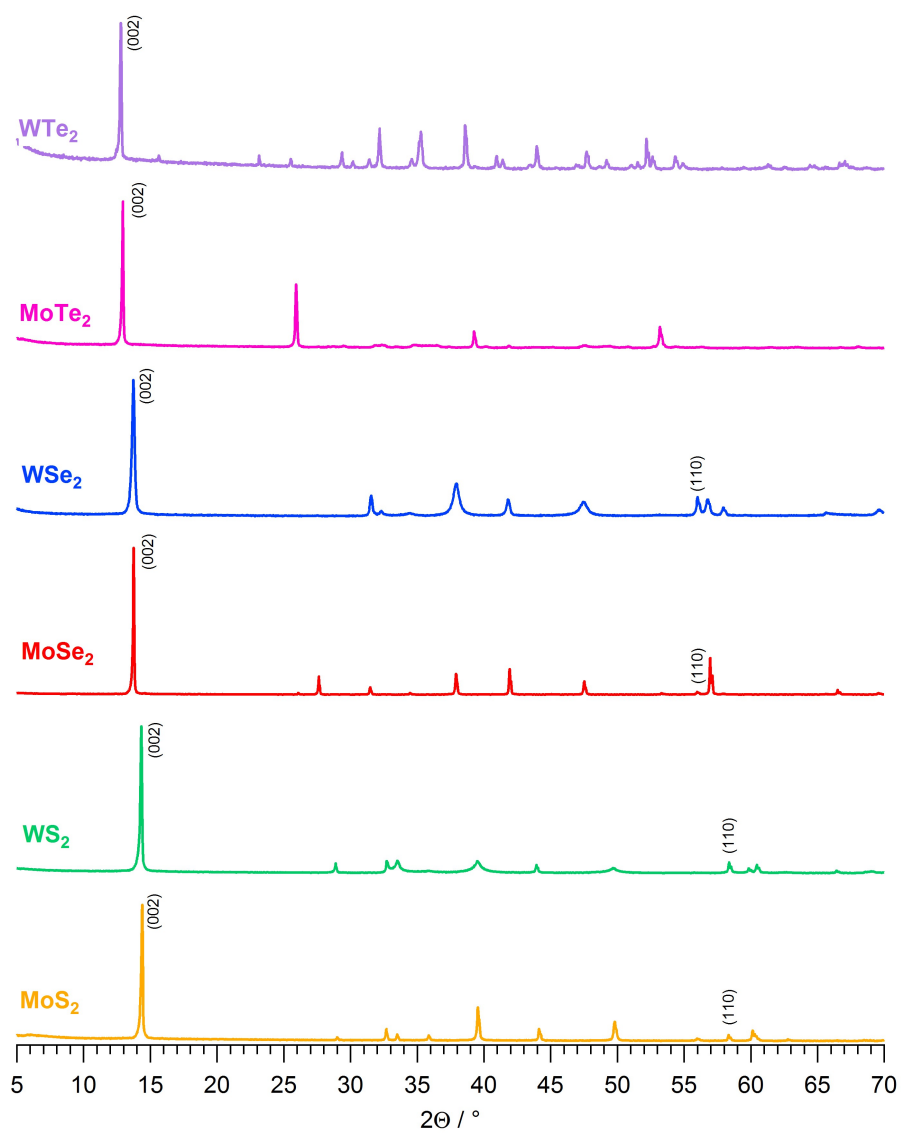 (002)
WTe₂
(002)
MoTe₂
(002)
WSe₂
(110)
(002)
MoSe₂
(110)
(002)
WS₂
(110)
(002)
MoS₂
(110)
5 10 15 20 25 30 35 40 45 50 55 60 65 70
2Θ / °